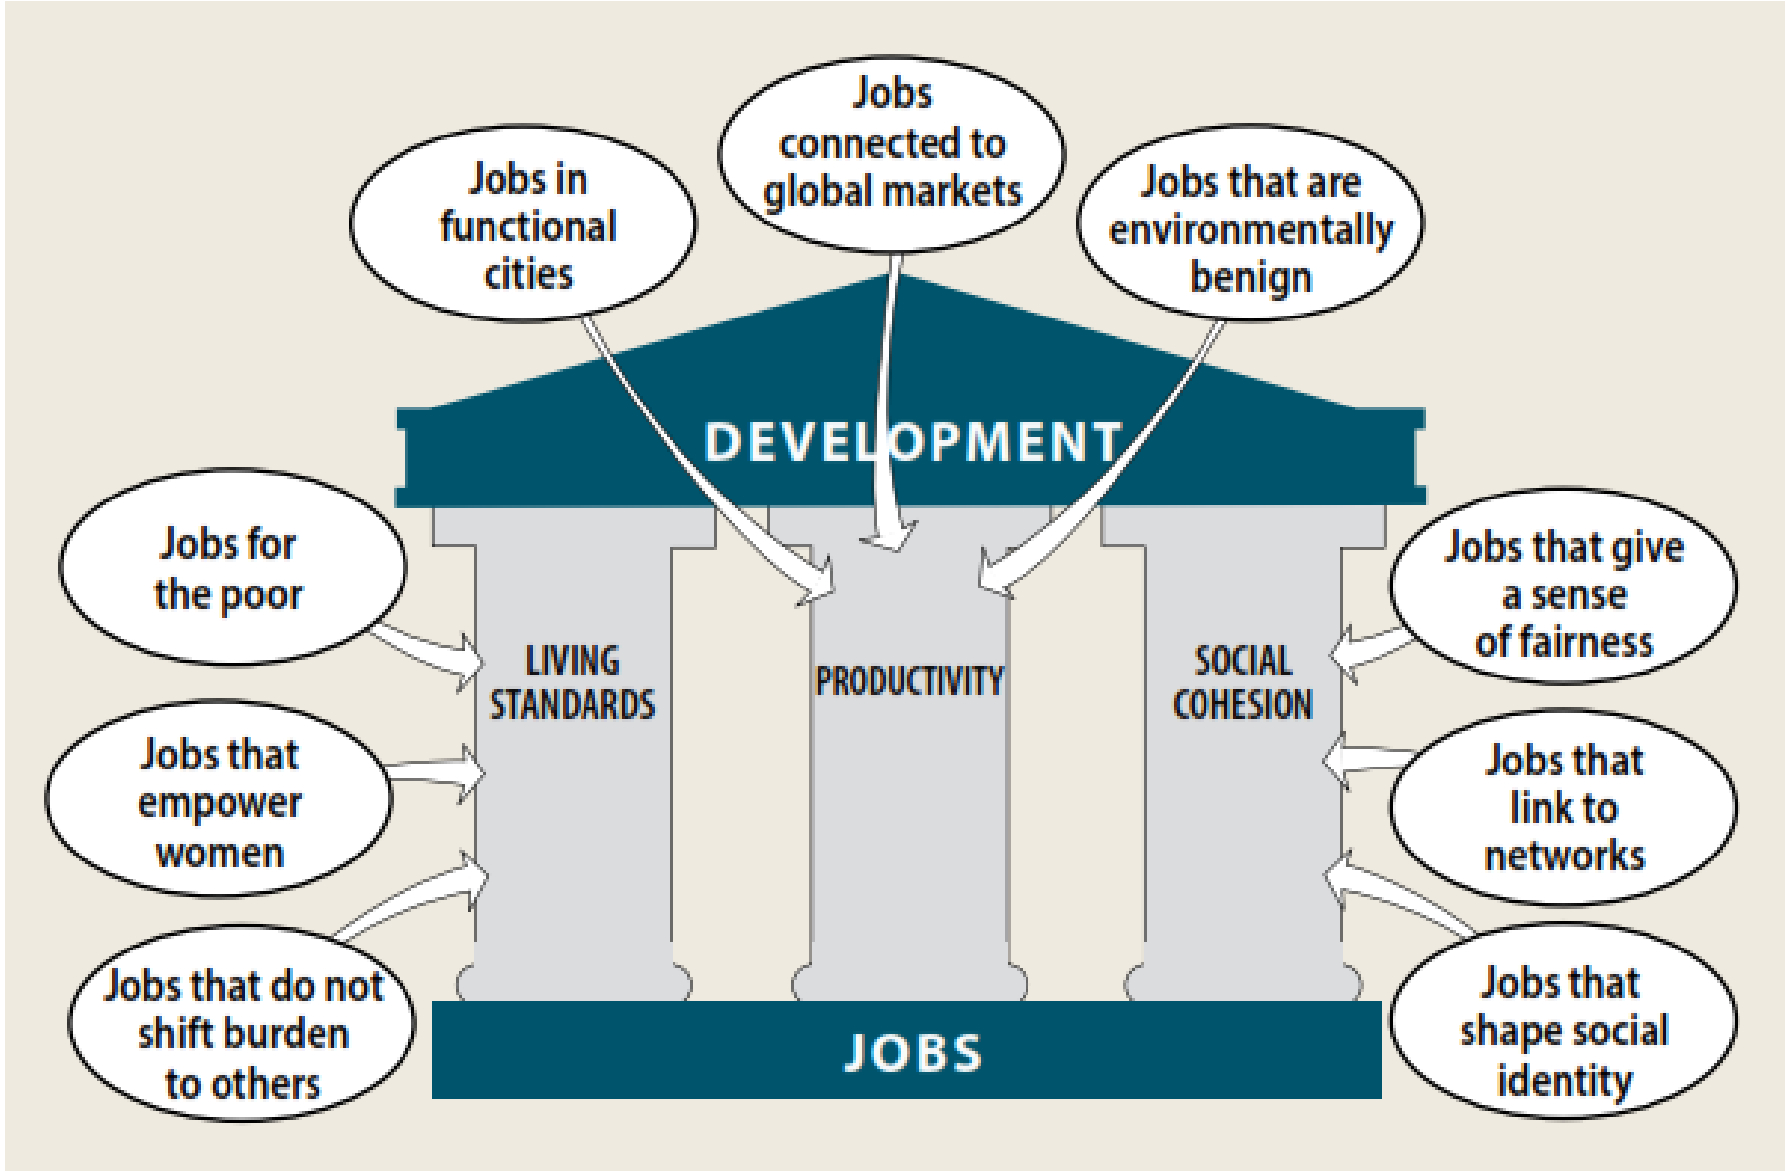 Jobs
connected to
global markets
Jobs in
functional
cities
Jobs that are
environmentally
benign
DEVELOPMENT
Jobs for
the poor
Jobs that
empower
women
Jobs that do not
shift burden
to others
LIVING
STANDARDS
PRODUCTIVITY
SOCIAL
COHESION
Jobs that give
a sense
of fairness
Jobs that
link to
networks
Jobs that
shape social
identity
JOBS